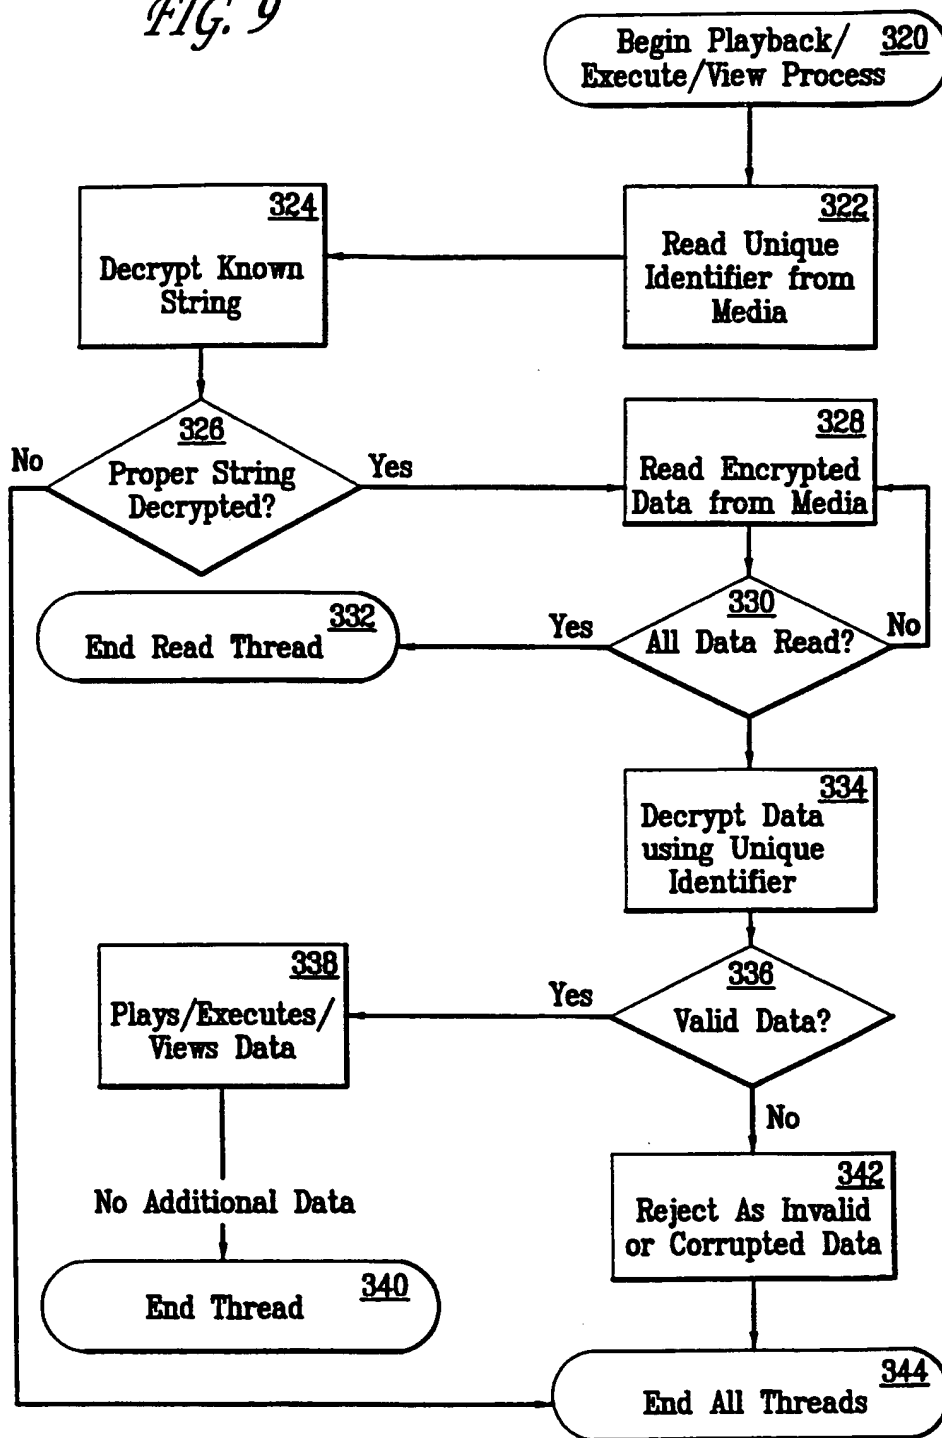 FIG. 9
Begin Playback/ 320
Execute/View Process
322
Read Unique
Identifier from
Media
324
Decrypt Known
String
326
Proper String
Decrypted?
No
Yes
328
Read Encrypted
Data from Media
330
All Data Read?
Yes
No
332
End Read Thread
334
Decrypt Data
using Unique
Identifier
336
Valid Data?
Yes
No
338
Plays/Executes/
Views Data
No Additional Data
340
End Thread
342
Reject As Invalid
or Corrupted Data
344
End All Threads